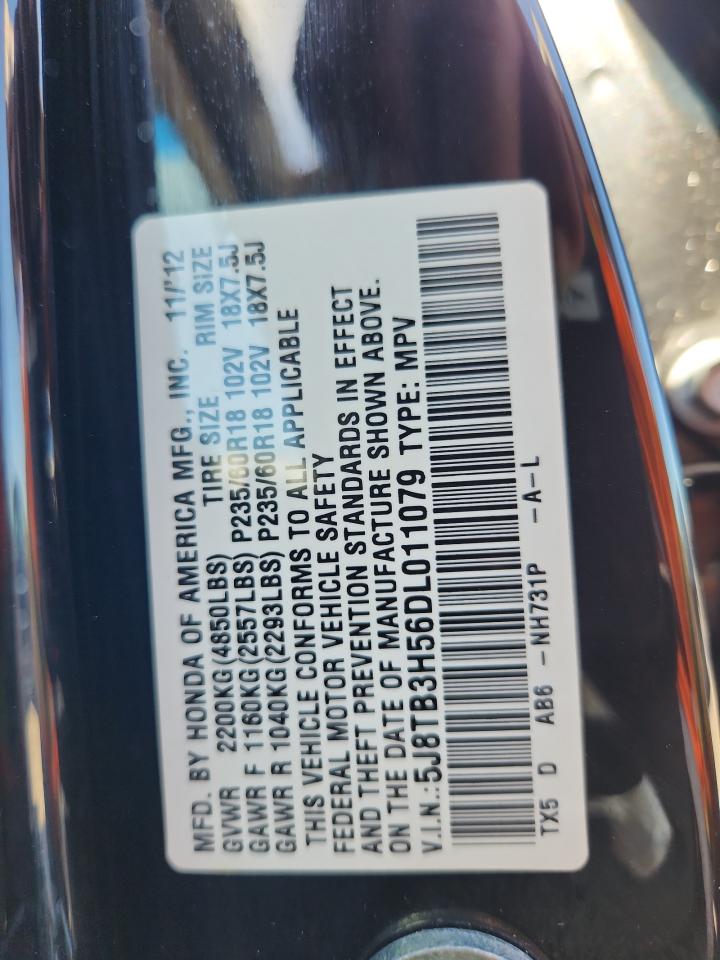 MFD. BY HONDA OF AMERICA MFG., INC. 11/'12
GVWR 2200KG(4850LBS) TIRE SIZE RIM SIZE
GAWR F 1160KG(2557LBS) P235/60R18 102V 18X7.5J
GAWR R 1040KG(2293LBS) P235/60R18 102V 18X7.5J
THIS VEHICLE CONFORMS TO ALL APPLICABLE
FEDERAL MOTOR VEHICLE SAFETY
AND THEFT PREVENTION STANDARDS IN EFFECT
ON THE DATE OF MANUFACTURE SHOWN ABOVE.
V.I.N.:5J8TB3H56DL011079 TYPE: MPV
TX5 D AB6 -NH731P -A-L